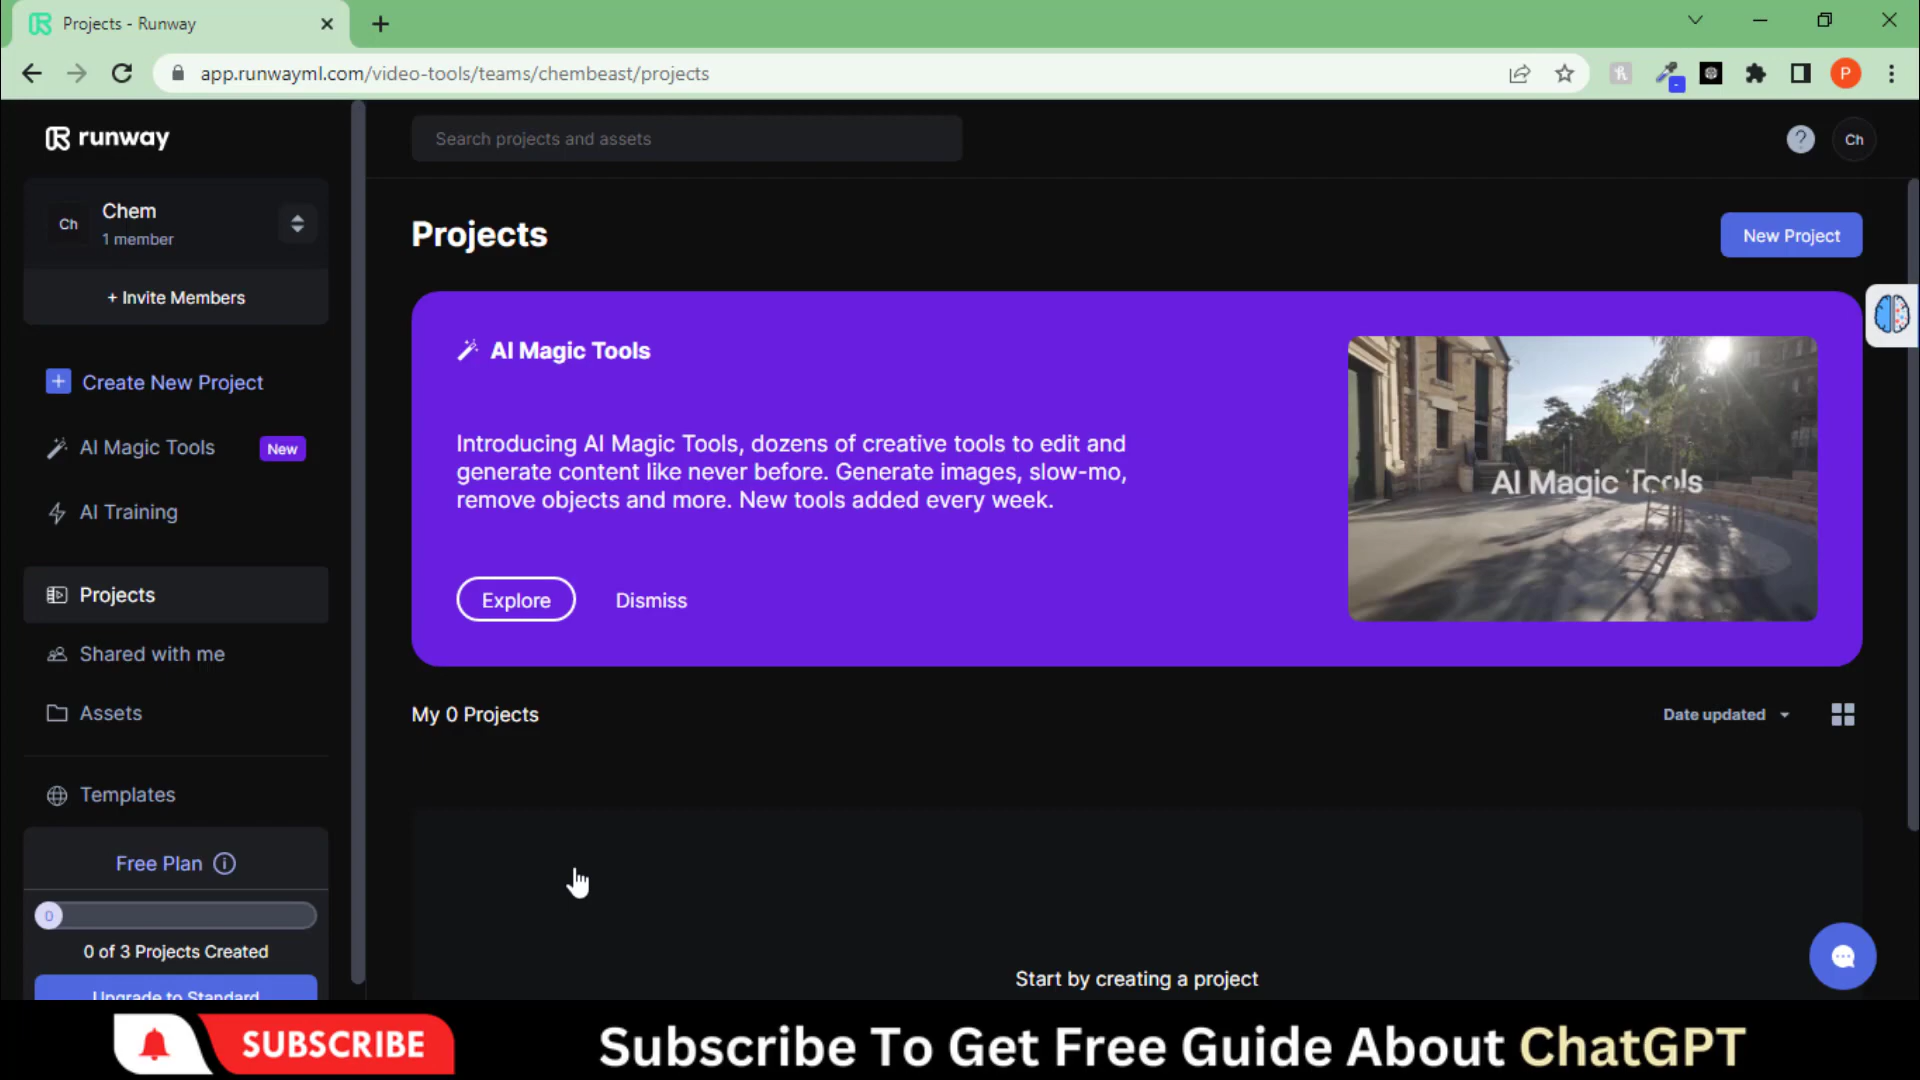 Projects - Runway
app.runwayml.com/video-tools/teams/chembeast/projects
P
runway
Search projects and assets
?
Ch
Ch
Chem
1 member
+ Invite Members
Projects
New Project
AI Magic Tools
Introducing AI Magic Tools, dozens of creative tools to edit and
generate content like never before. Generate images, slow-mo,
remove objects and more. New tools added every week.
AI Magic Tools
Explore
Dismiss
Create New Project
AI Magic Tools
New
AI Training
Projects
Shared with me
Assets
Templates
My 0 Projects
Date updated
Free Plan
0
0 of 3 Projects Created
Upgrade to Standard
Start by creating a project
SUBSCRIBE
Subscribe To Get Free Guide About ChatGPT